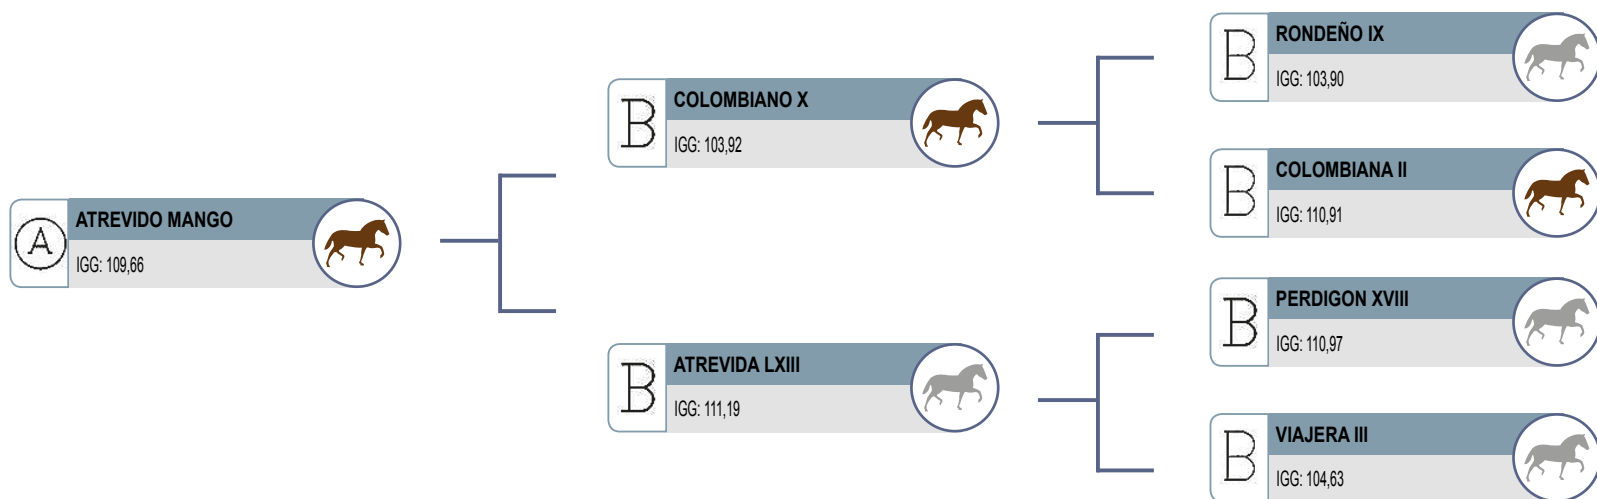 A
ATREVIDO MANGO
IGG: 109,66
B
COLOMBIANO X
IGG: 103,92
B
ATREVIDA LXIII
IGG: 111,19
B
RONDEÑO IX
IGG: 103,90
B
COLOMBIANA II
IGG: 110,91
B
PERDIGON XVIII
IGG: 110,97
B
VIAJERA III
IGG: 104,63